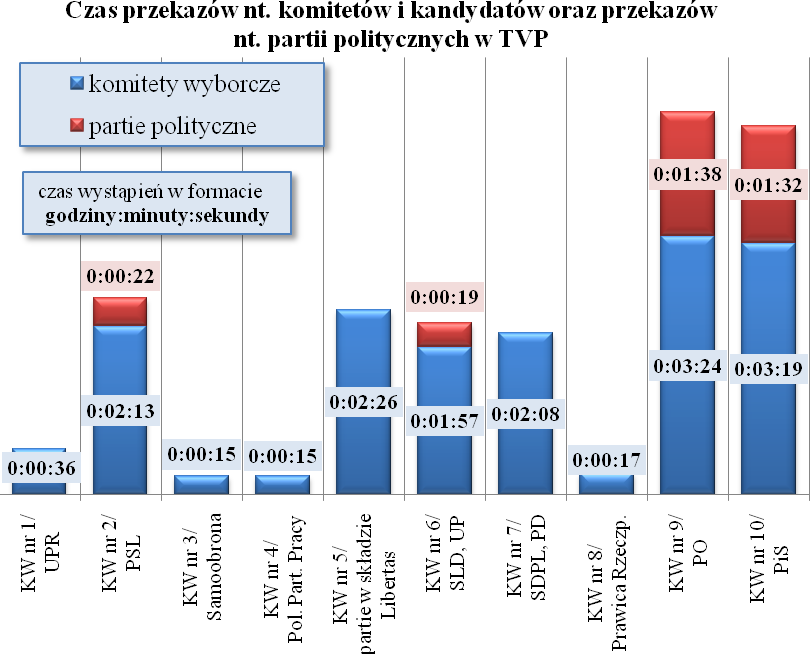 Czas przekazów nt. komitetów i kandydatów oraz przekazów
nt. partii politycznych w TVP
komitety wyborcze
partie polityczne
czas wystąpień w formacie
godziny:minuty:sekundy
0:00:36
0:00:22
0:02:13
0:00:15
0:00:15
0:02:26
0:00:19
0:01:57
0:02:08
0:00:17
0:01:38
0:03:24
0:01:32
0:03:19
KW nr 1/
UPR
KW nr 2/
PSL
KW nr 3/
Samoobrona
KW nr 4/
Pol.Part. Pracy
KW nr 5/
partie w składzie
Libertas
KW nr 6/
SLD, UP
KW nr 7/
SDPL, PD
KW nr 8/
Prawica Rzeczp.
KW nr 9/
PO
KW nr 10/
PiS